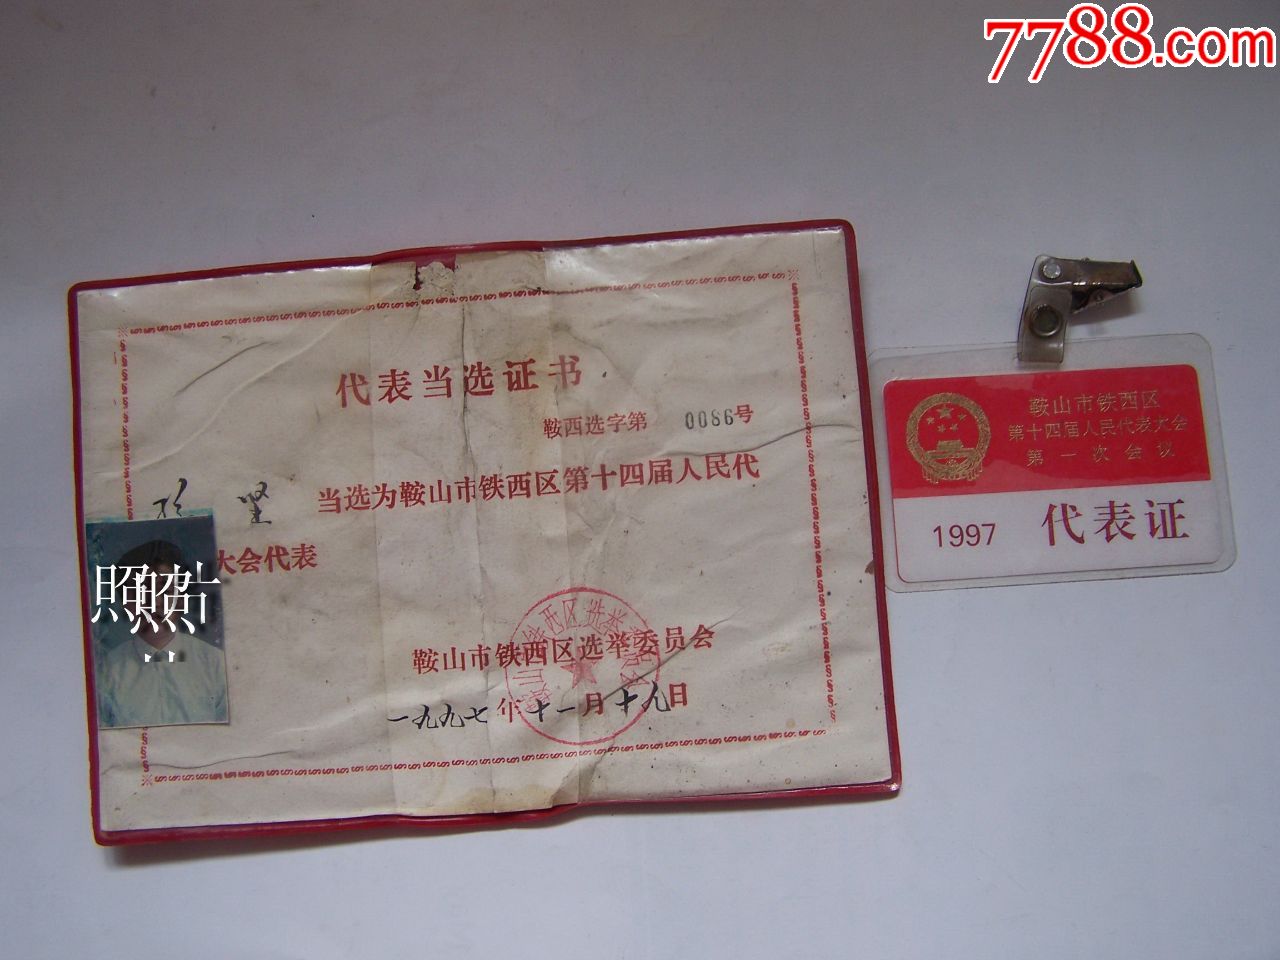 7788.com
代表当选证书
鞍西选字第 0086号
坚 当选为鞍山市铁西区第十四届人民代
大会代表
照片
鞍山市铁西区选举委员会
一九九七年十一月十九日
鞍山市铁西区
第十四届人民代表大会
第一次会议
1997 代表证